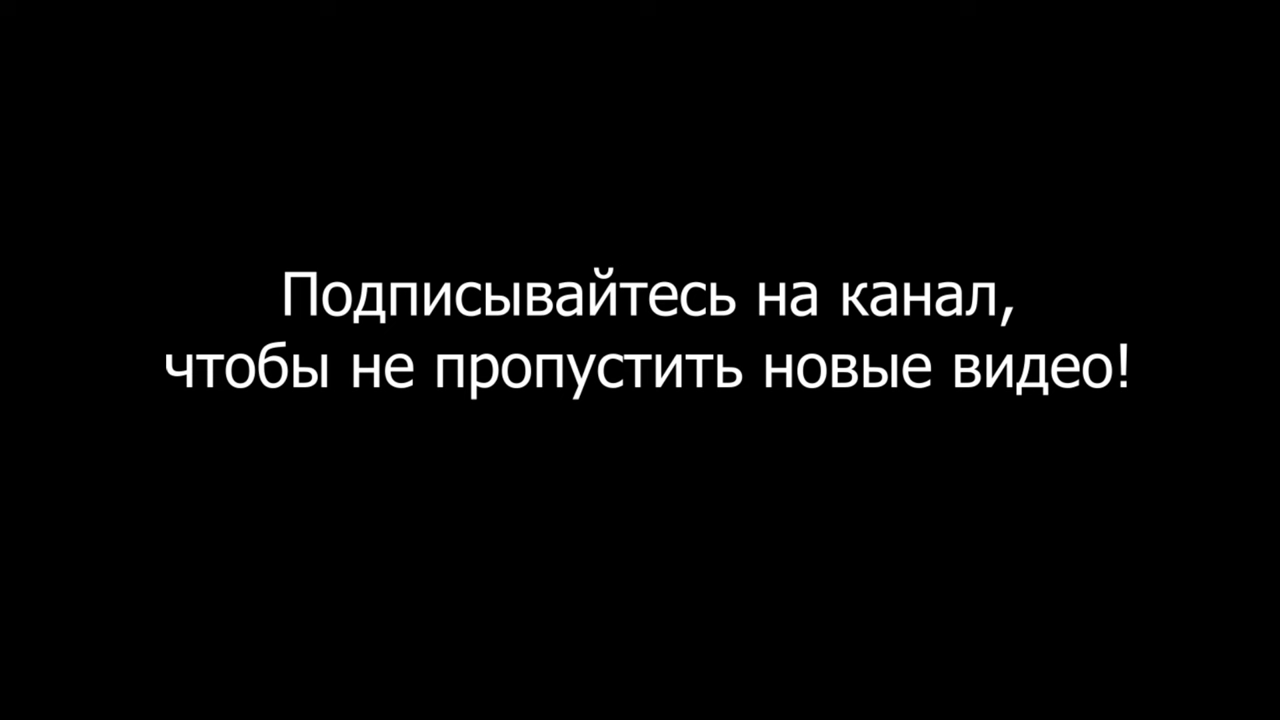 Подписывайтесь на канал,
чтобы не пропустить новые видео!